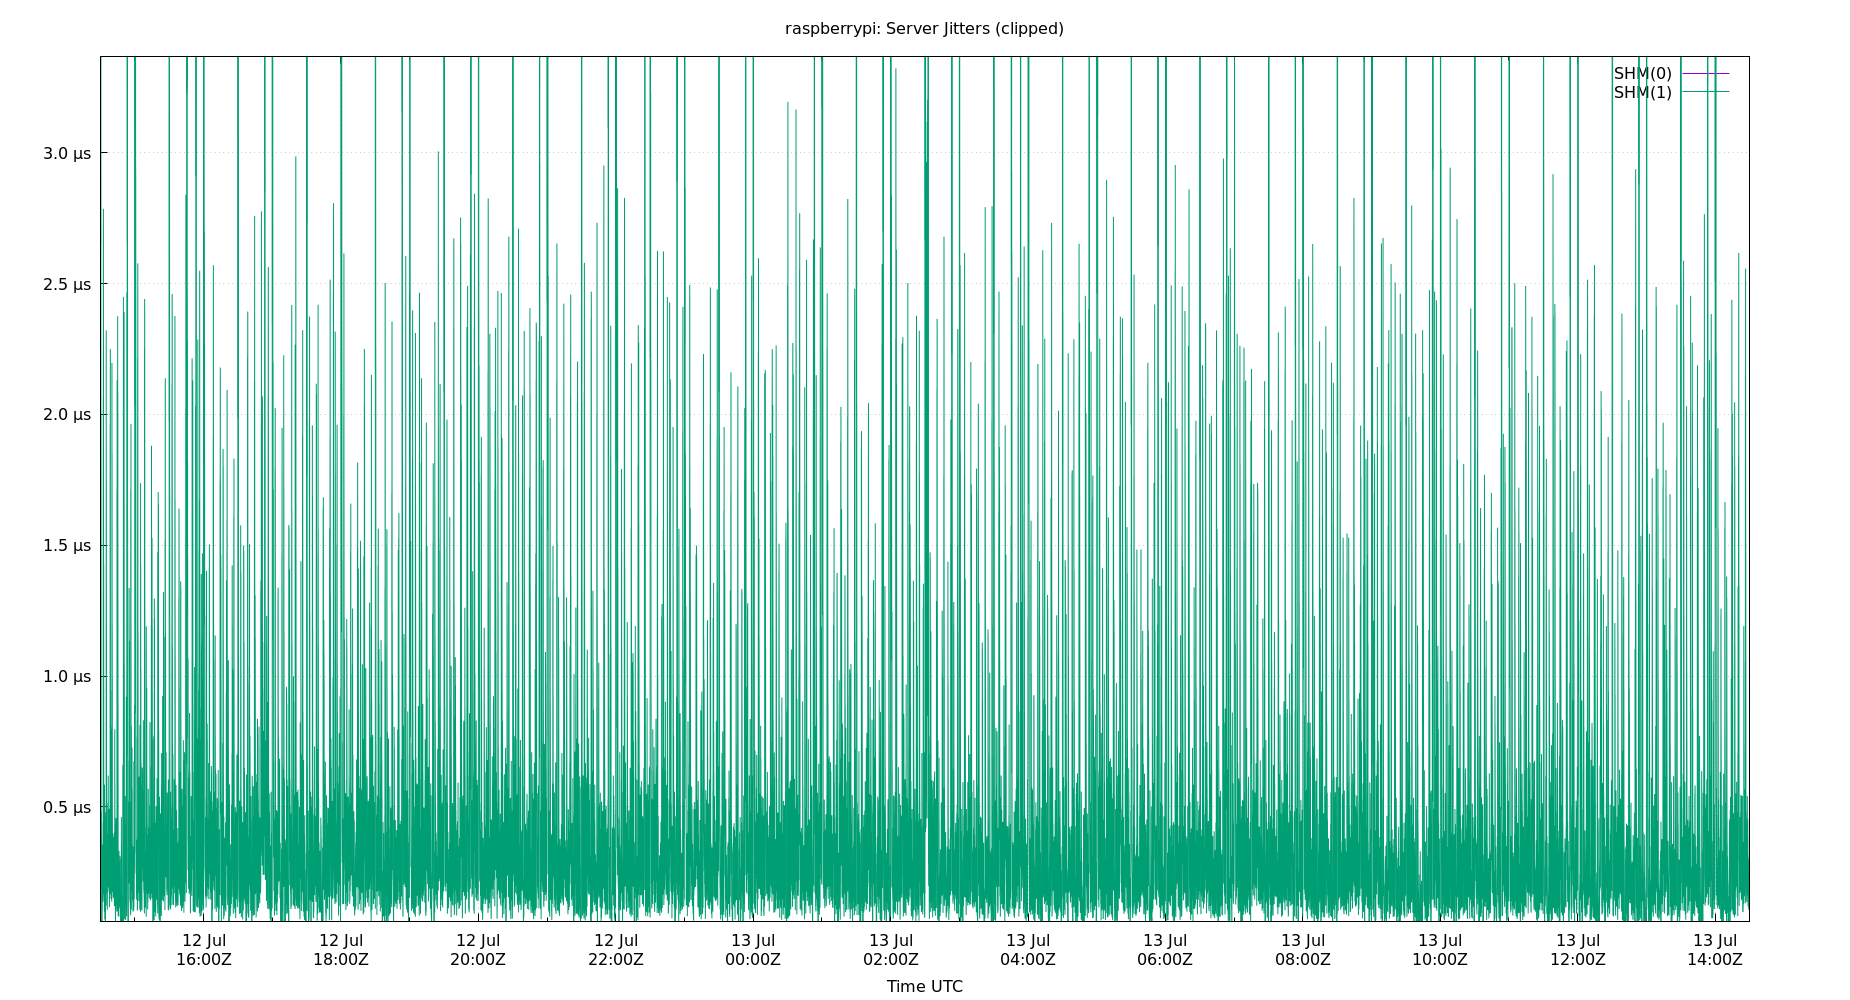 raspberrypi: Server Jitters (clipped)
SHM(0)
SHM(1)
3.0 µs
2.5 µs
2.0 µs
1.5 µs
1.0 µs
0.5 µs
12 Jul 12 Jul 12 Jul 12 Jul 13 Jul 13 Jul 13 Jul 13 Jul 13 Jul 13 Jul 13 Jul 13 Jul
16:00Z 18:00Z 20:00Z 22:00Z 00:00Z 02:00Z 04:00Z 06:00Z 08:00Z 10:00Z 12:00Z 14:00Z
Time UTC